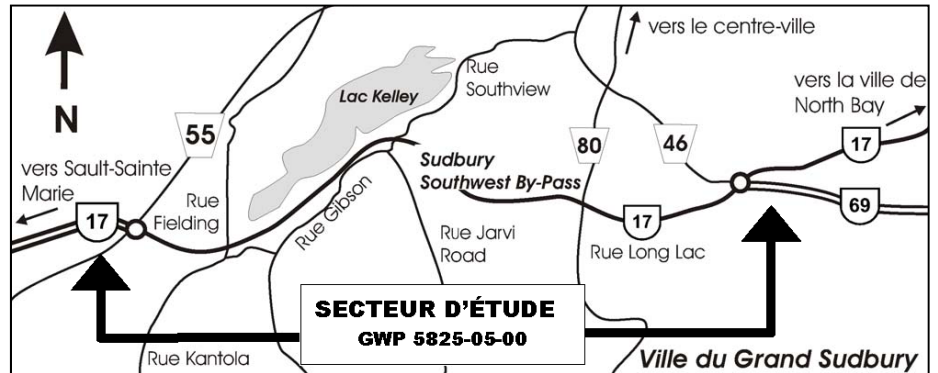 vers le centre-ville
N
Lac Kelley
Rue
Southview
vers la ville de
North Bay
55
80
46
17
vers Sault-Sainte
Marie
Sudbury
Southwest By-Pass
69
17
Rue
Fielding
Rue Gibson
17
Rue Jarvi
Road
Rue Long Lac
SECTEUR D'ÉTUDE
GWP 5825-05-00
Rue Kantola
Ville du Grand Sudbury